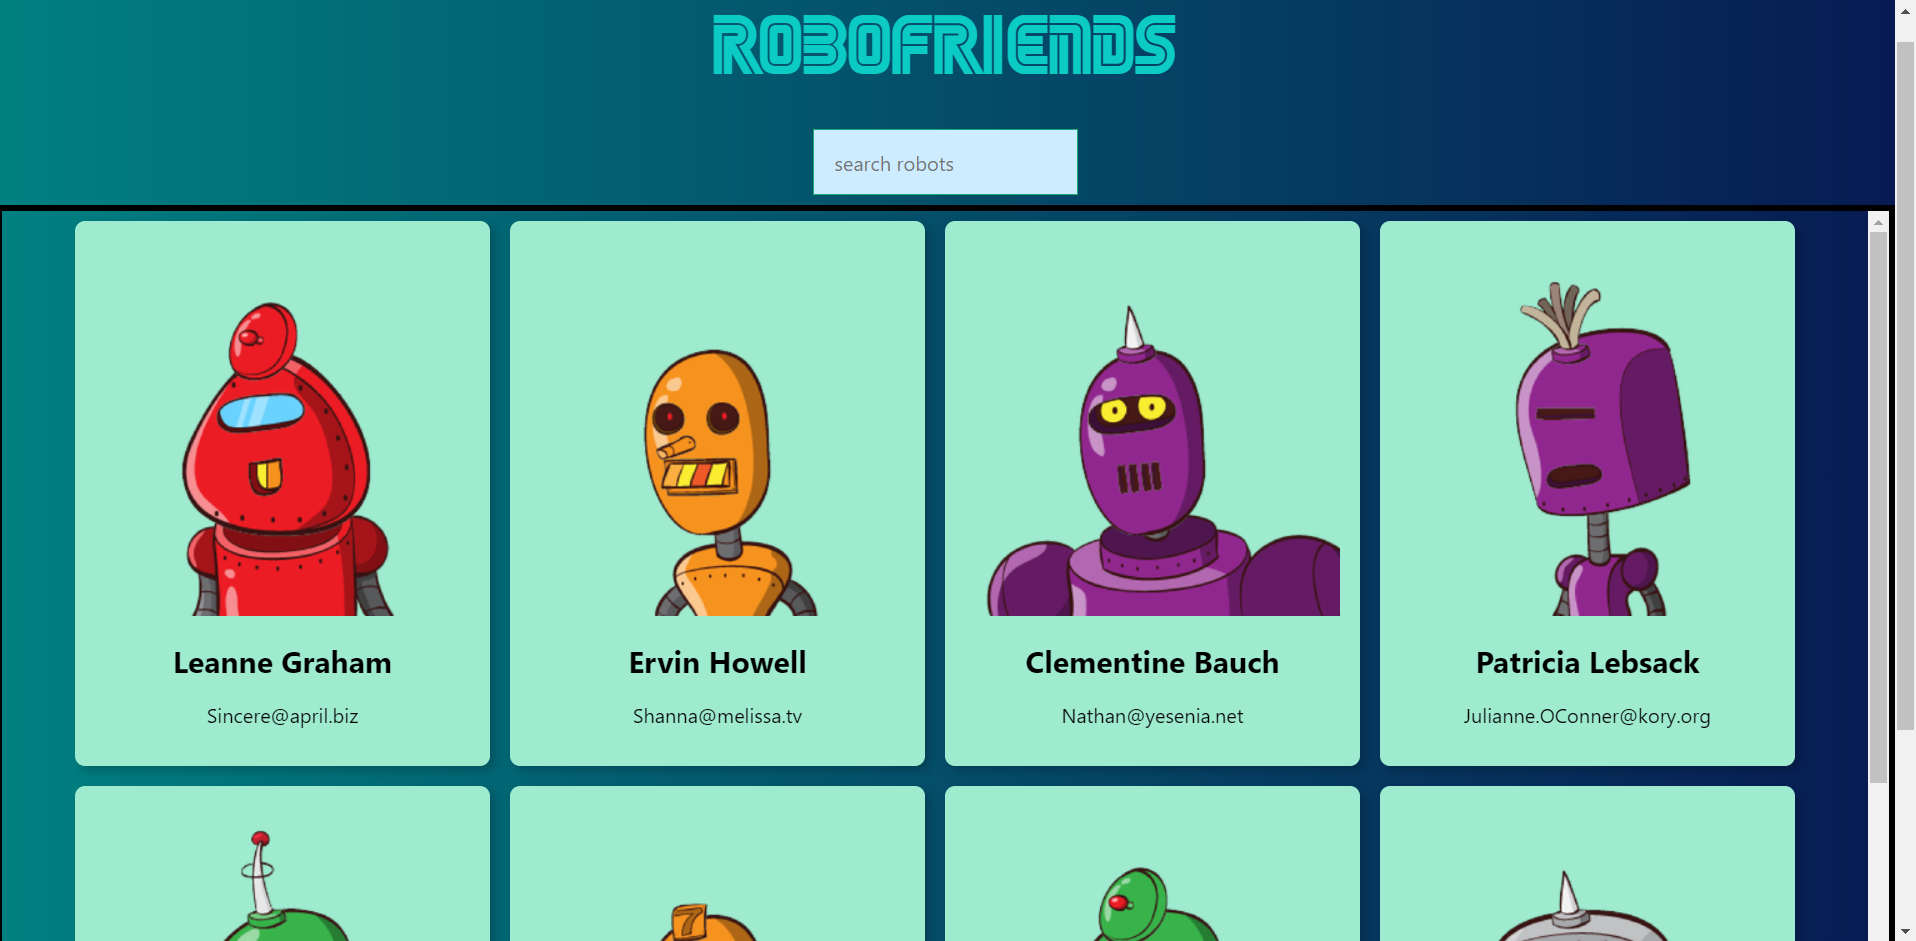 ROBOFRIENDS
search robots
Leanne Graham
Sincere@april.biz
Ervin Howell
Shanna@melissa.tv
Clementine Bauch
Nathan@yesenia.net
Patricia Lebsack
Julianne.OConner@kory.org
7